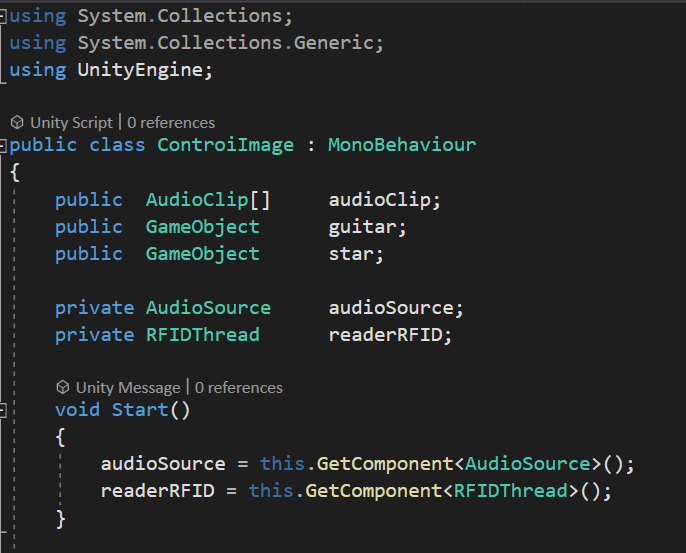 using System.Collections;
using System.Collections.Generic;
using UnityEngine;
Unity Script | 0 references
public class ControiImage : MonoBehaviour
{
public AudioClip[] audioClip;
public GameObject guitar;
public GameObject star;
private AudioSource audioSource;
private RFIDThread readerRFID;
Unity Message | 0 references
void Start()
{
audioSource = this.GetComponent<AudioSource>();
readerRFID = this.GetComponent<RFIDThread>();
}